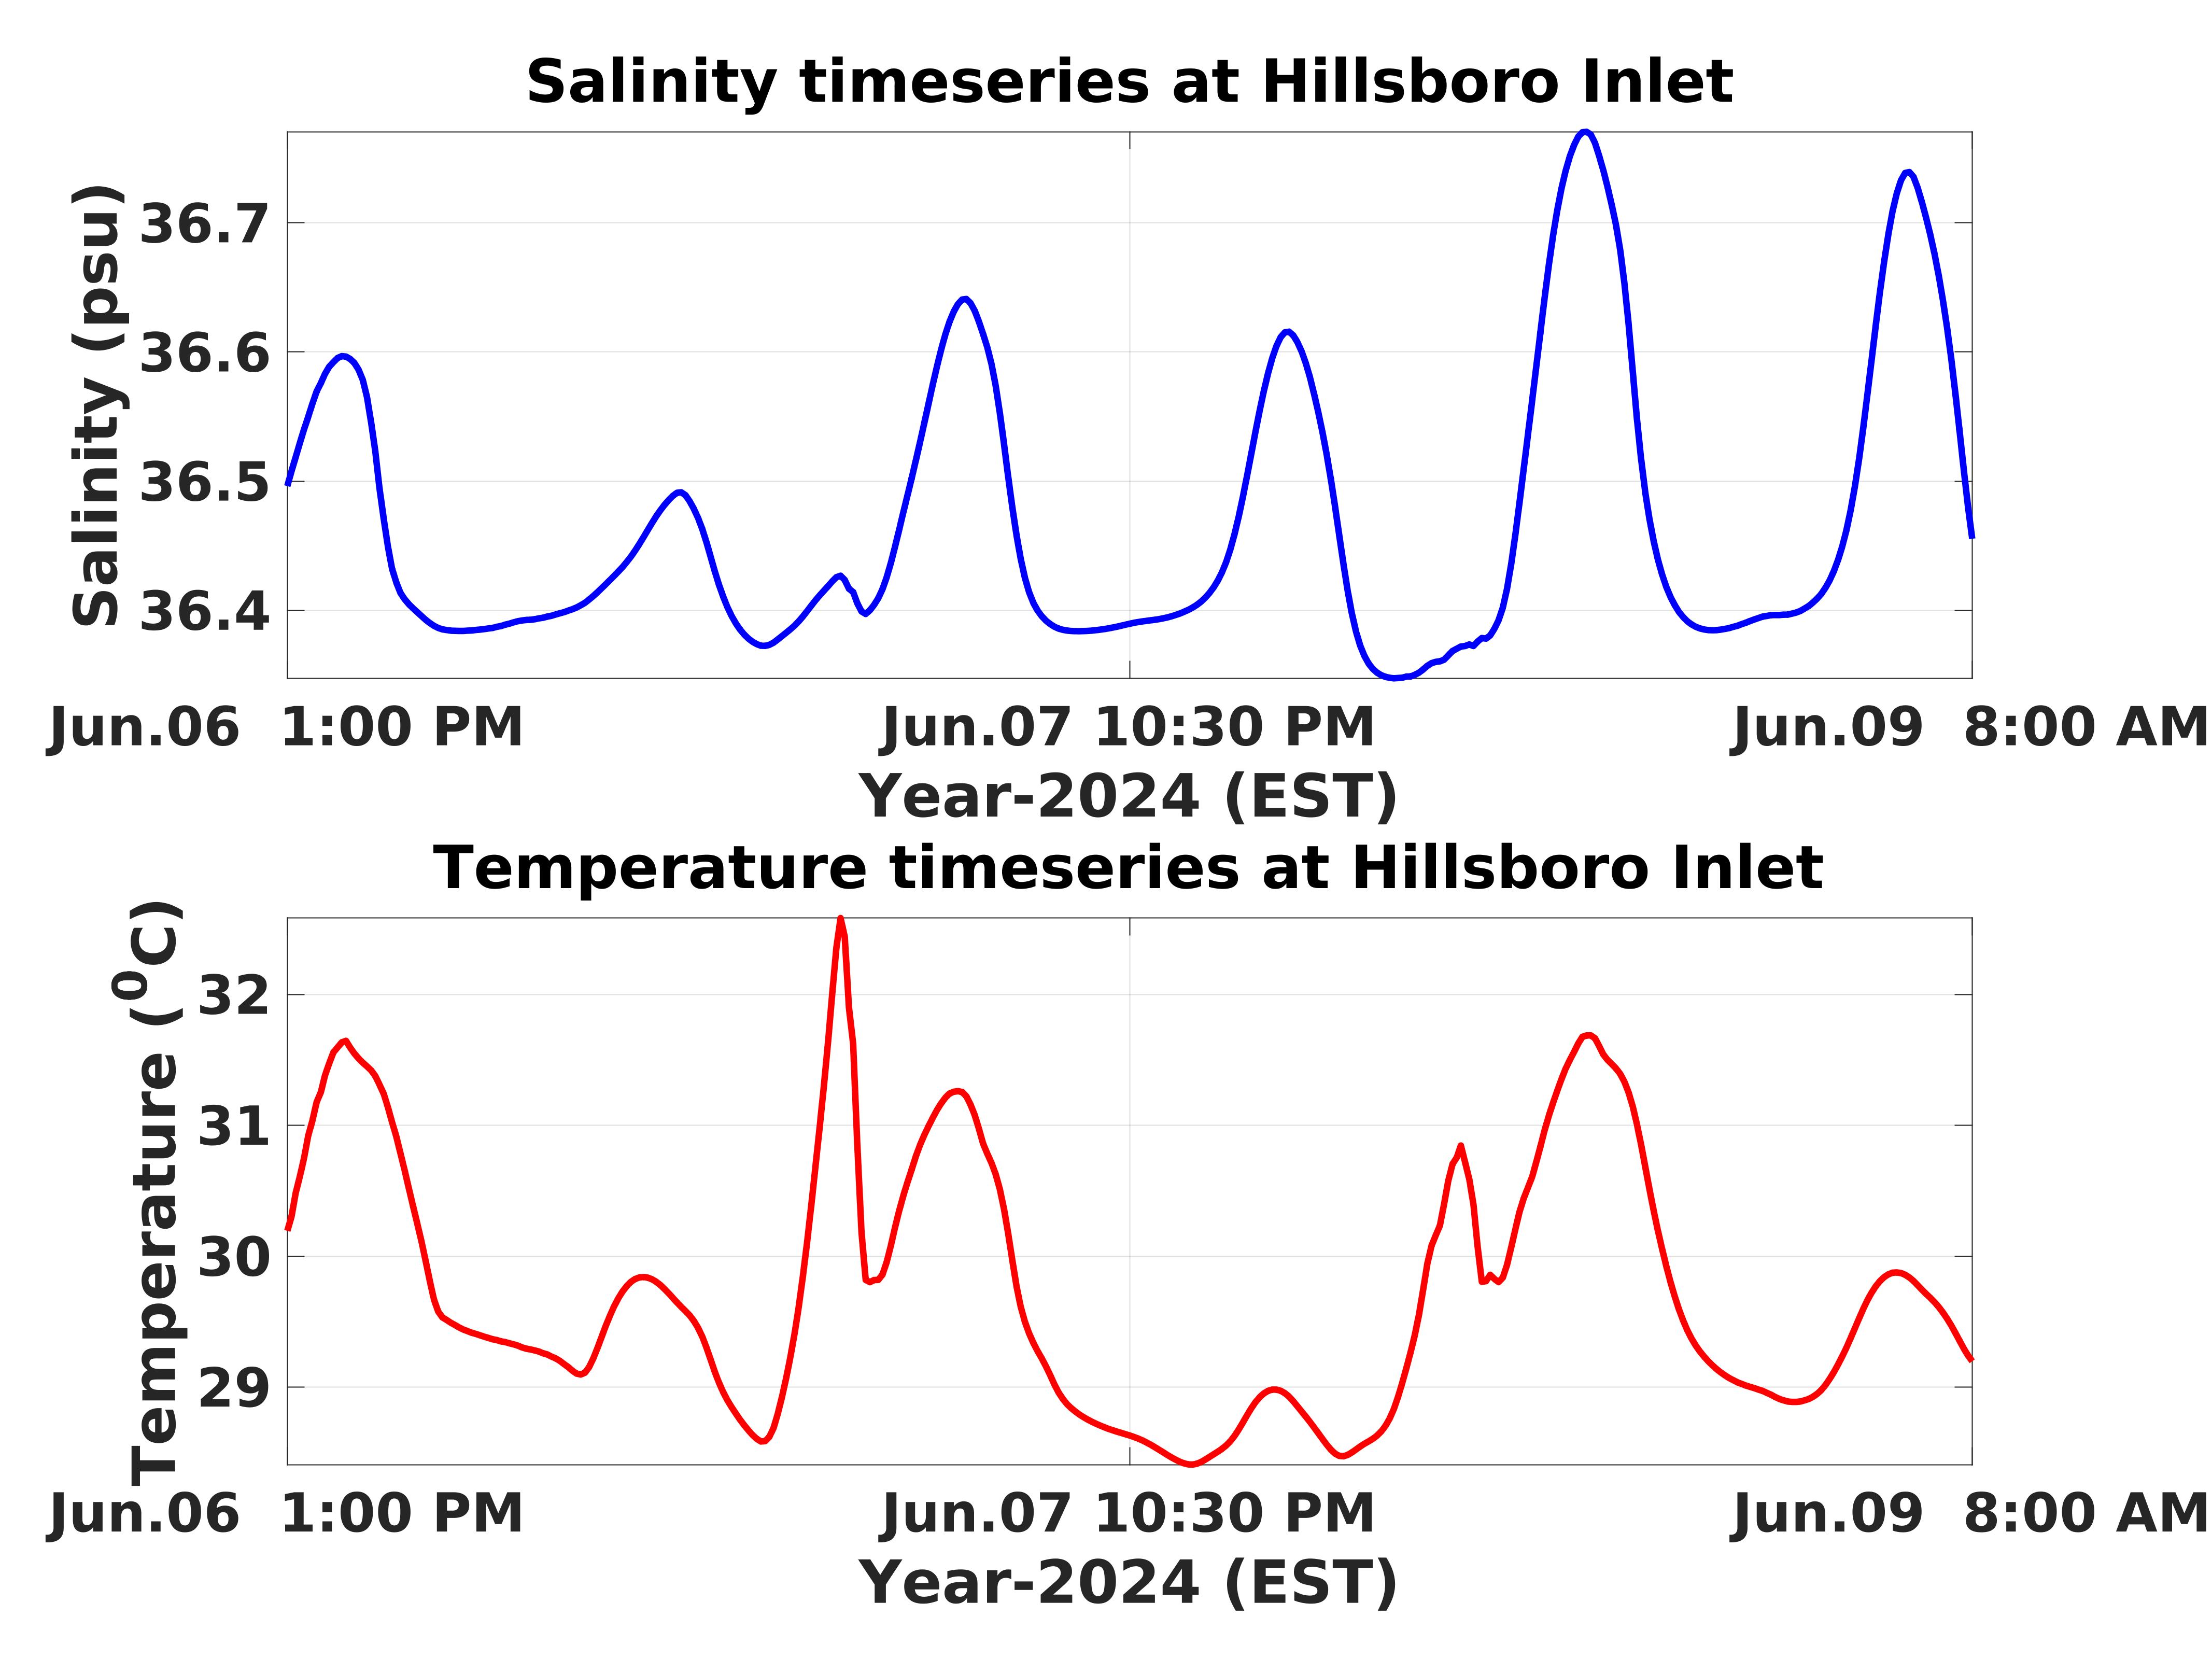 Salinity timeseries at Hillsboro Inlet
Salinity (psu)
36.7
36.6
36.5
36.4
Jun.06 1:00 PM Jun.07 10:30 PM Jun.09 8:00 AM
Year-2024 (EST)
Temperature timeseries at Hillsboro Inlet
Temperature (⁰C)
32
31
30
29
Jun.06 1:00 PM Jun.07 10:30 PM Jun.09 8:00 AM
Year-2024 (EST)